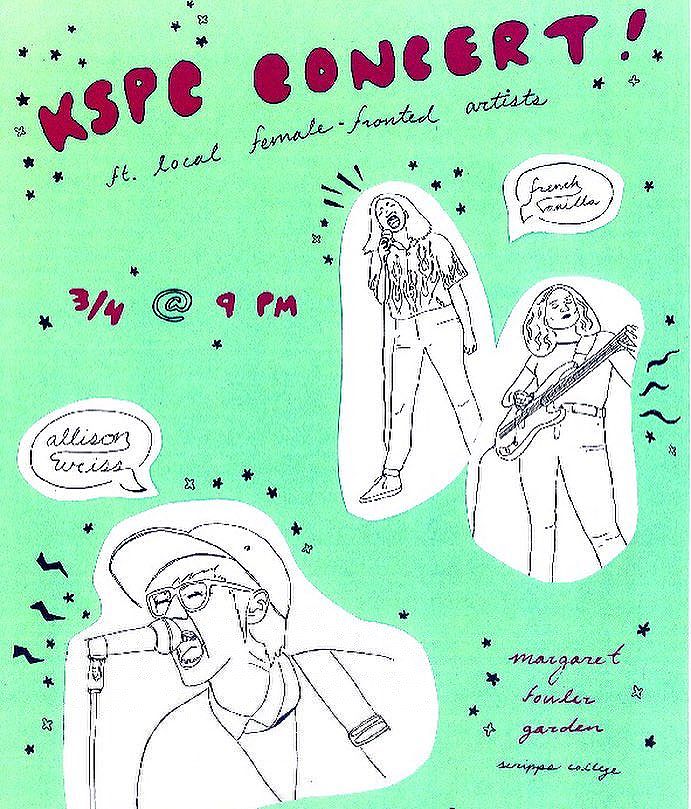 KSPC CONCERT!
ft. local female-fronted artists
french
vanilla
3/4 @ 9 PM
allison
weiss
margaret
fowler
garden
scripps college